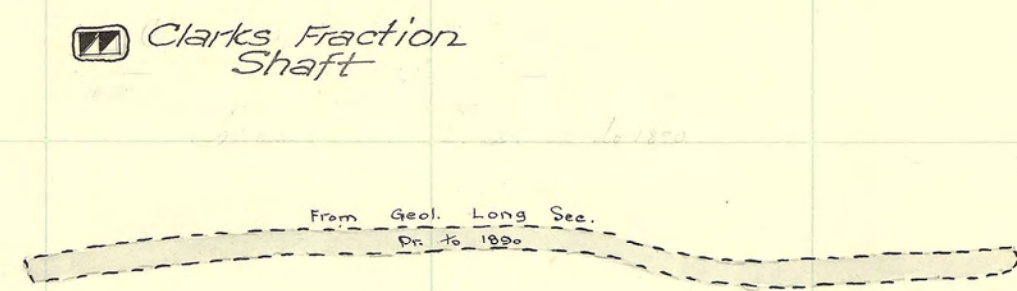 Clarks Fraction
Shaft
From Geol. Long Sec.
Pr. to 1890